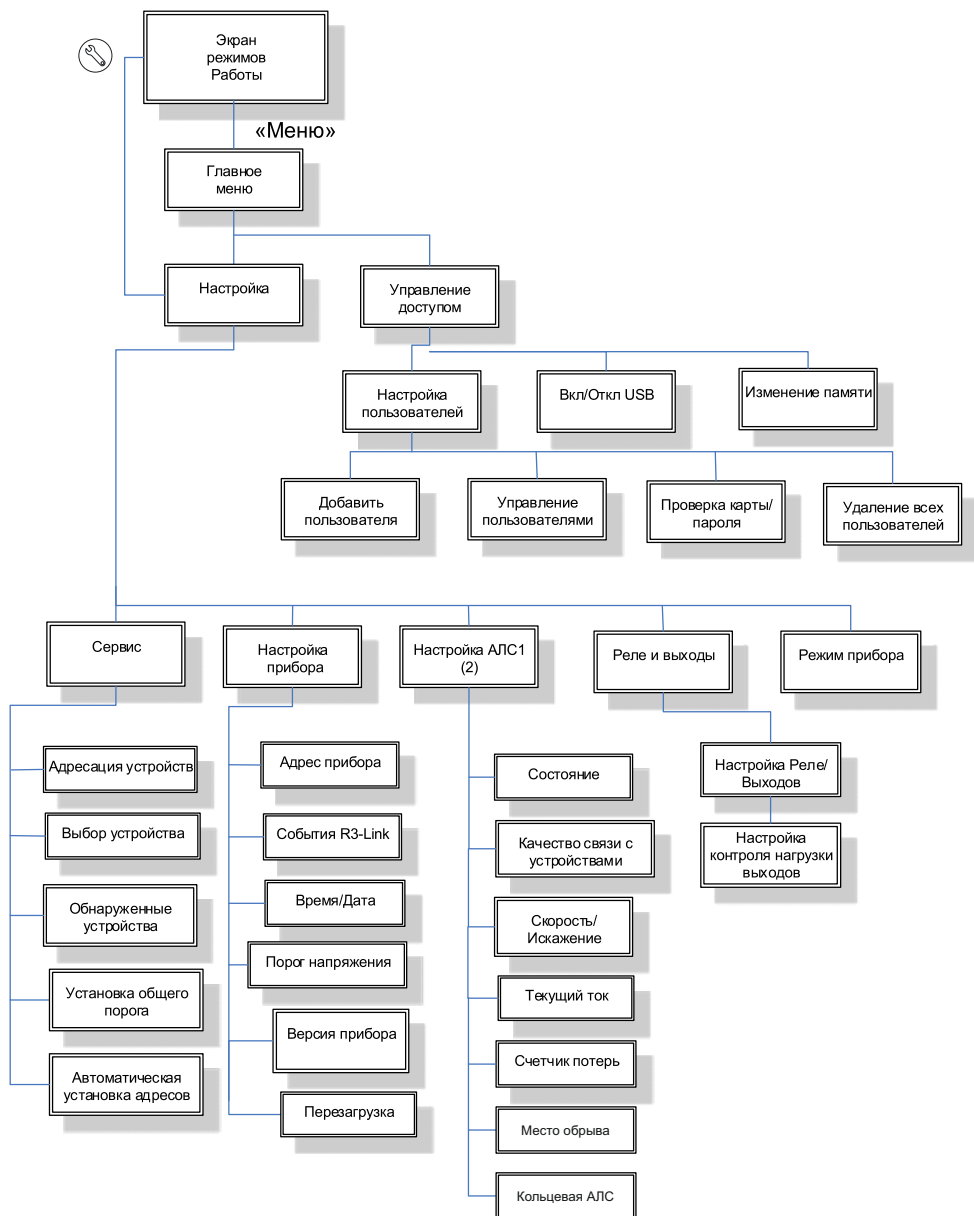 Экран
режимов
Работы
«Меню»
Главное
меню
Настройка
Управление
доступом
Настройка
пользователей
Вкл/Откл USB
Изменение памяти
Добавить
пользователя
Управление
пользователями
Проверка карты/
пароля
Удаление всех
пользователей
Сервис
Настройка
прибора
Настройка АЛС1
(2)
Реле и выходы
Режим прибора
Адресация устройств
Выбор устройства
Обнаруженные
устройства
Установка общего
порога
Автоматическая
установка адресов
Адрес прибора
События R3-Link
Время/Дата
Порог напряжения
Версия прибора
Перезагрузка
Состояние
Качество связи с
устройствами
Скорость/
Искажение
Текущий ток
Счетчик потерь
Место обрыва
Кольцевая АЛС
Настройка Реле/
Выходов
Настройка
контроля нагрузки
выходов